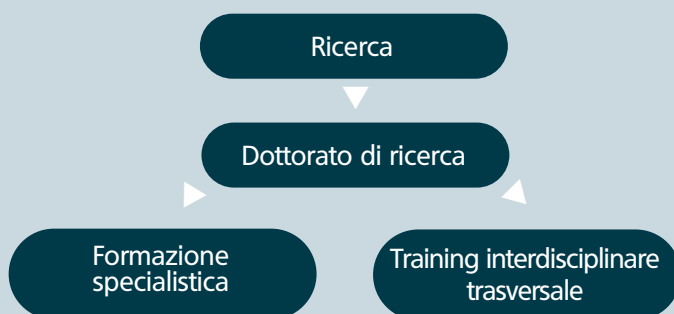 Ricerca
Dottorato di ricerca
Formazione
specialistica
Training interdisciplinare
trasversale